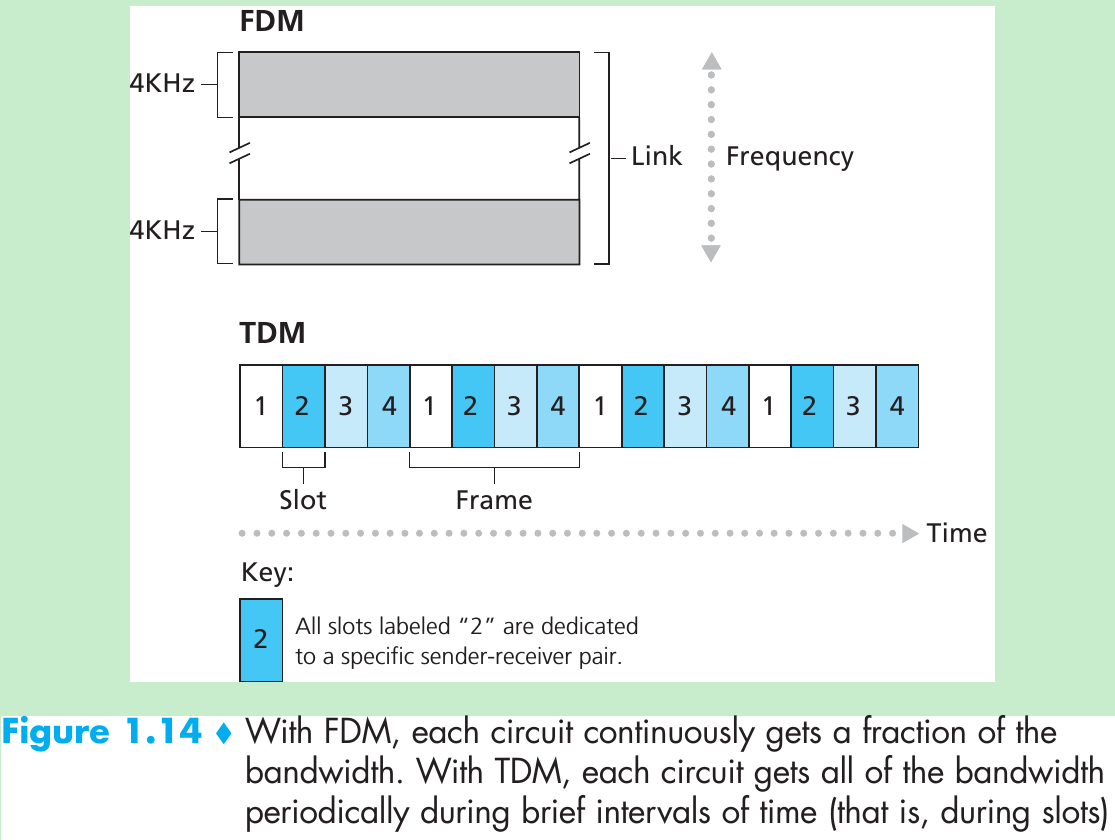 FDM
4KHz
Link
Frequency
4KHz
TDM
1 2 3 4 1 2 3 4 1 2 3 4 1 2 3 4
Slot
Frame
Time
Key:
2
All slots labeled “2” are dedicated
to a specific sender-receiver pair.
Figure 1.14 ♦ With FDM, each circuit continuously gets a fraction of the
bandwidth. With TDM, each circuit gets all of the bandwidth
periodically during brief intervals of time (that is, during slots)